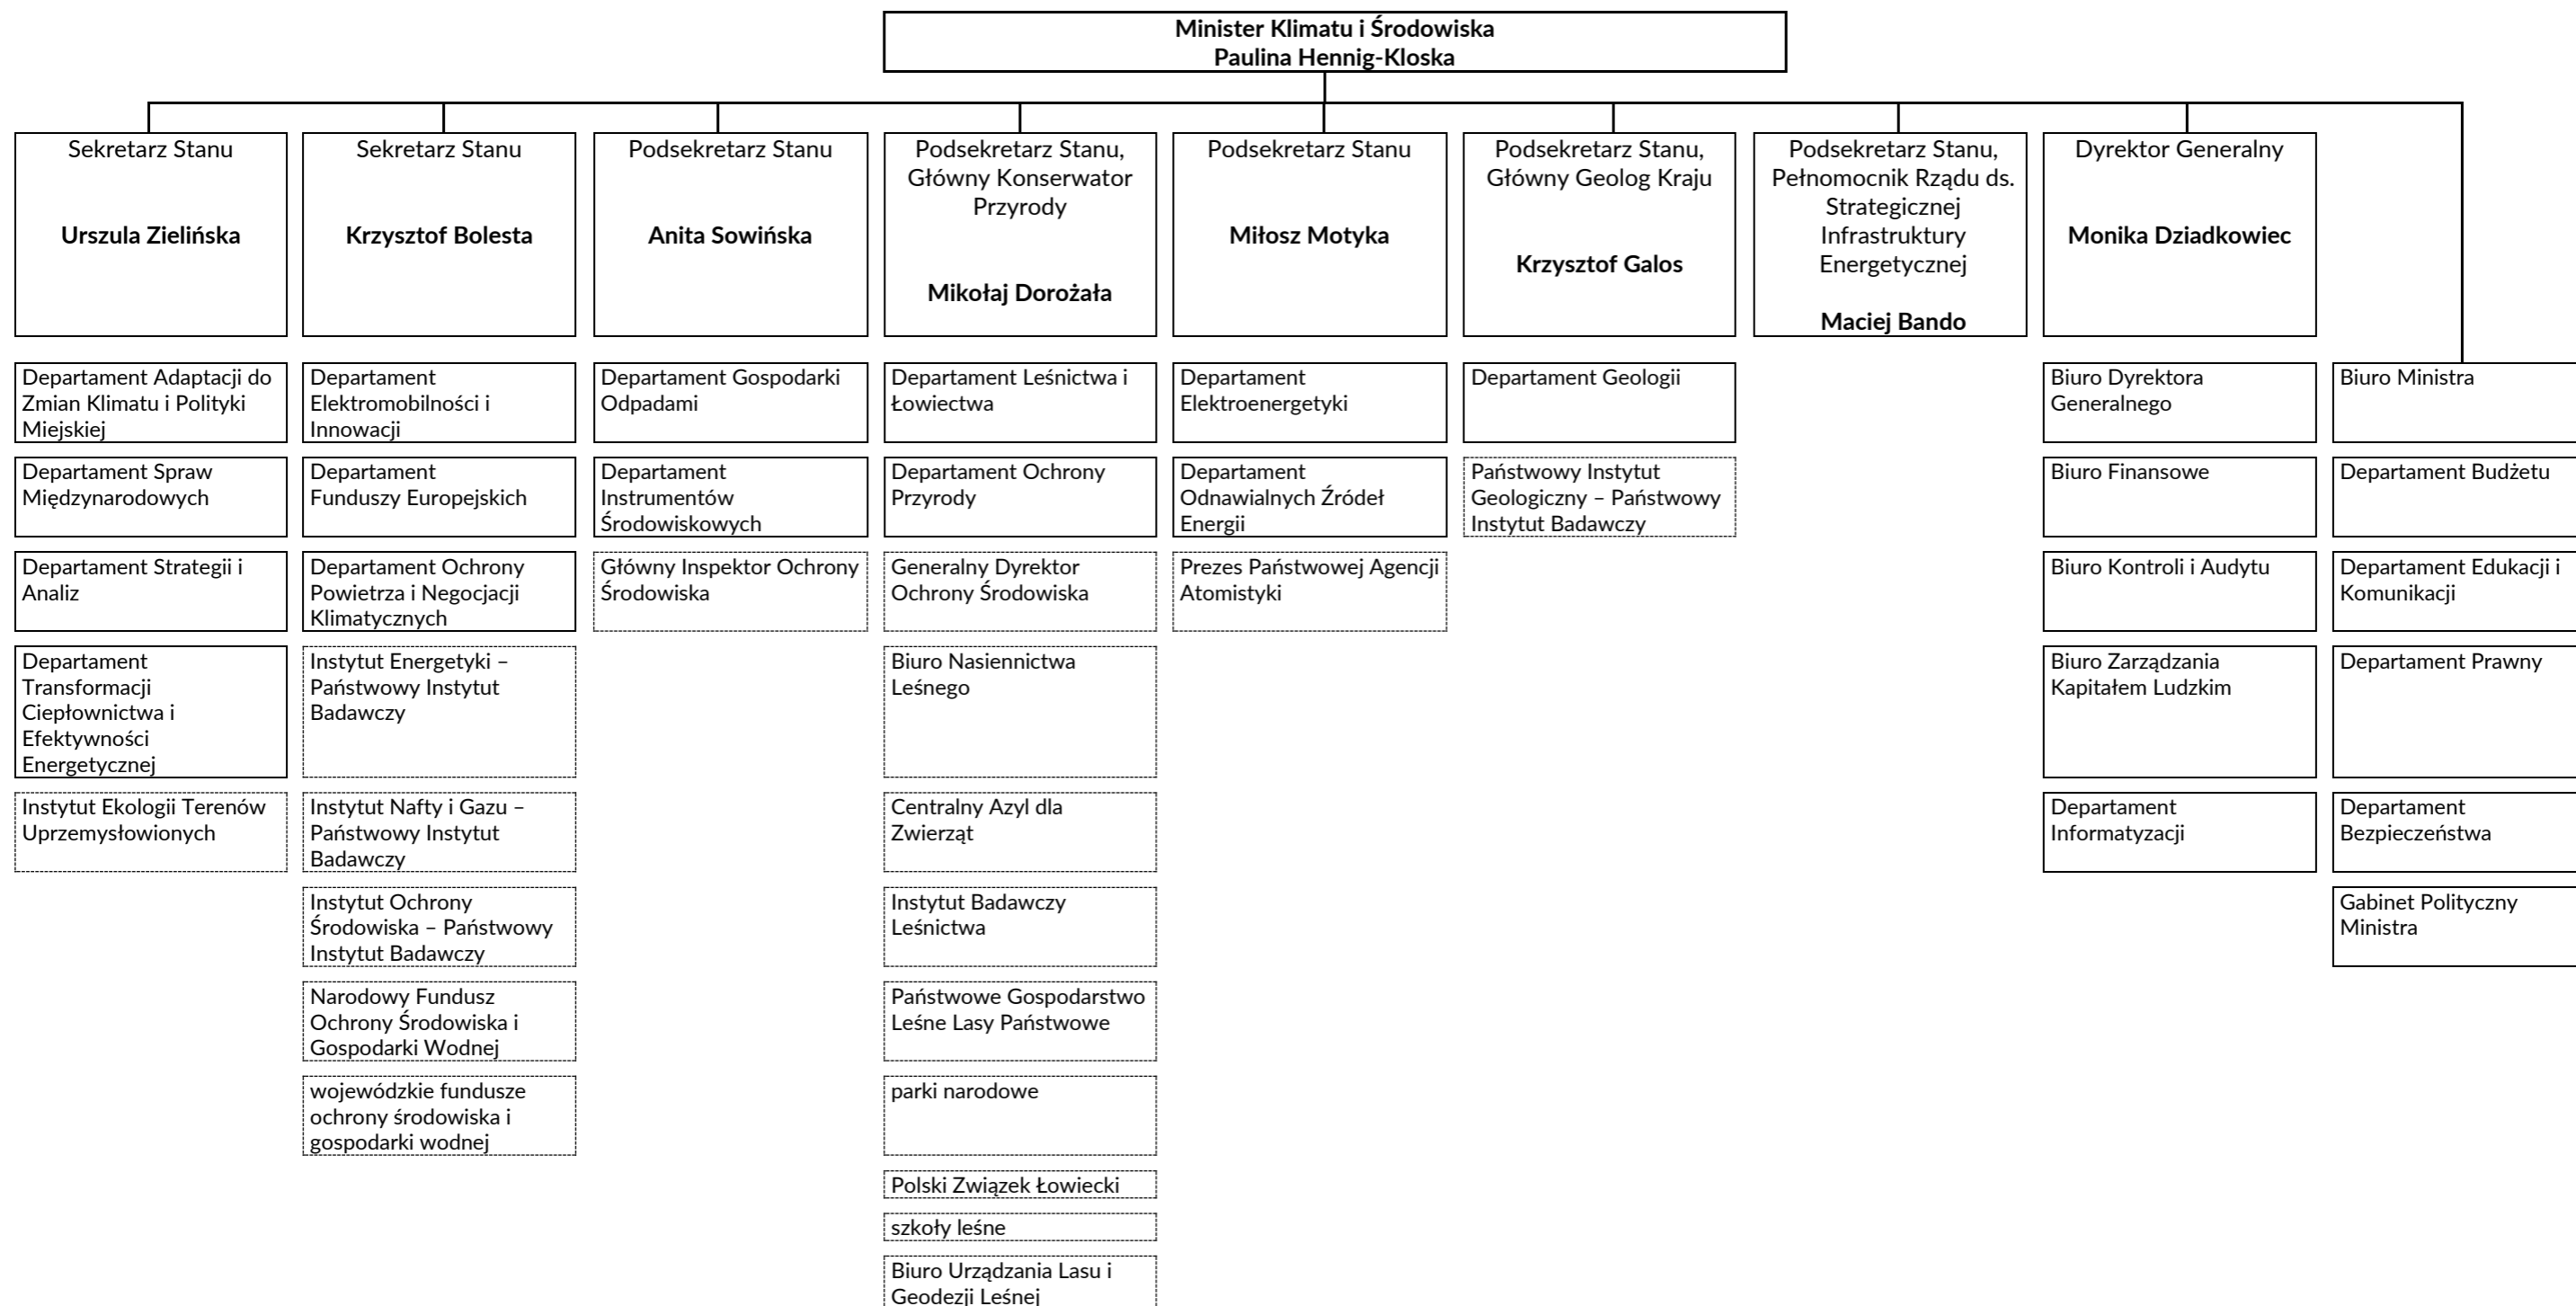 Minister Klimatu i Środowiska
Paulina Hennig-Kloska
Sekretarz Stanu
Urszula Zielińska
Sekretarz Stanu
Krzysztof Bolesta
Podsekretarz Stanu
Anita Sowińska
Podsekretarz Stanu,
Główny Konserwator
Przyrody
Mikołaj Dorożała
Podsekretarz Stanu
Miłosz Motyka
Podsekretarz Stanu,
Główny Geolog Kraju
Krzysztof Galos
Podsekretarz Stanu,
Pełnomocnik Rządu ds.
Strategicznej
Infrastruktury
Energetycznej
Maciej Bando
Dyrektor Generalny
Monika Dziadkowiec
Departament Adaptacji do
Zmian Klimatu i Polityki
Miejskiej
Departament Spraw
Międzynarodowych
Departament Strategii i
Analiz
Departament
Transformacji
Ciepłownictwa i
Efektywności
Energetycznej
Instytut Ekologii Terenów
Uprzemysłowionych
Departament
Elektromobilności i
Innowacji
Departament
Funduszy Europejskich
Departament Ochrony
Powietrza i Negocjacji
Klimatycznych
Instytut Energetyki –
Państwowy Instytut
Badawczy
Instytut Nafty i Gazu –
Państwowy Instytut
Badawczy
Instytut Ochrony
Środowiska – Państwowy
Instytut Badawczy
Narodowy Fundusz
Ochrony Środowiska i
Gospodarki Wodnej
wojewódzkie fundusze
ochrony środowiska i
gospodarki wodnej
Departament Gospodarki
Odpadami
Departament
Instrumentów
Środowiskowych
Główny Inspektor Ochrony
Środowiska
Departament Leśnictwa i
Łowiectwa
Departament Ochrony
Przyrody
Generalny Dyrektor
Ochrony Środowiska
Biuro Nasiennictwa
Leśnego
Centralny Azyl dla
Zwierząt
Instytut Badawczy
Leśnictwa
Państwowe Gospodarstwo
Leśne Lasy Państwowe
parki narodowe
Polski Związek Łowiecki
szkoły leśne
Biuro Urządzania Lasu i
Geodezji Leśnej
Departament
Elektroenergetyki
Departament
Odnawialnych Źródeł
Energii
Prezes Państwowej Agencji
Atomistyki
Departament Geologii
Państwowy Instytut
Geologiczny – Państwowy
Instytut Badawczy
Biuro Dyrektora
Generalnego
Biuro Finansowe
Biuro Kontroli i Audytu
Biuro Zarządzania
Kapitałem Ludzkim
Departament
Informatyzacji
Biuro Ministra
Departament Budżetu
Departament Edukacji i
Komunikacji
Departament Prawny
Departament
Bezpieczeństwa
Gabinet Polityczny
Ministra